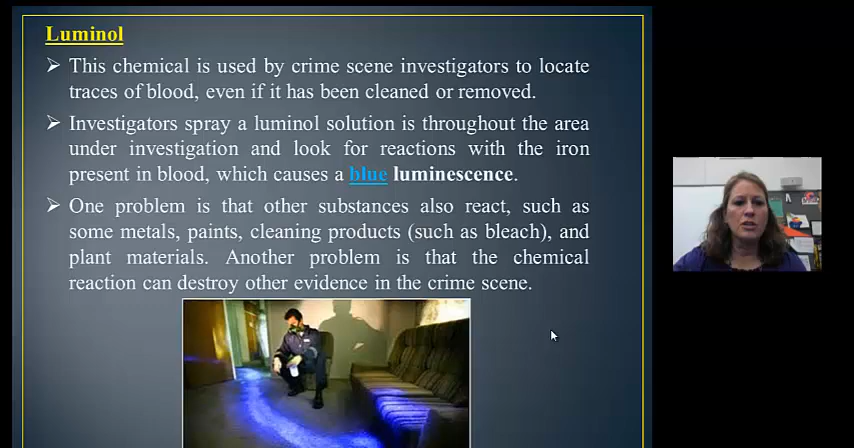 Luminol
➢ This chemical is used by crime scene investigators to locate
traces of blood, even if it has been cleaned or removed.
➢ Investigators spray a luminol solution is throughout the area
under investigation and look for reactions with the iron
present in blood, which causes a blue luminescence.
➢ One problem is that other substances also react, such as
some metals, paints, cleaning products (such as bleach), and
plant materials. Another problem is that the chemical
reaction can destroy other evidence in the crime scene.